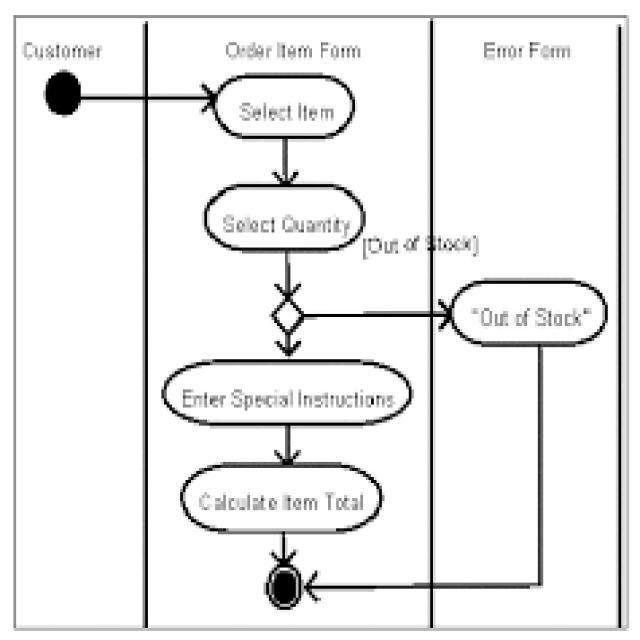 Customer
Order Item Form
Error Form
Select Item
Select Quantity
[Out of Stock]
"Out of Stock"
Enter Special Instructions
Calculate Item Total